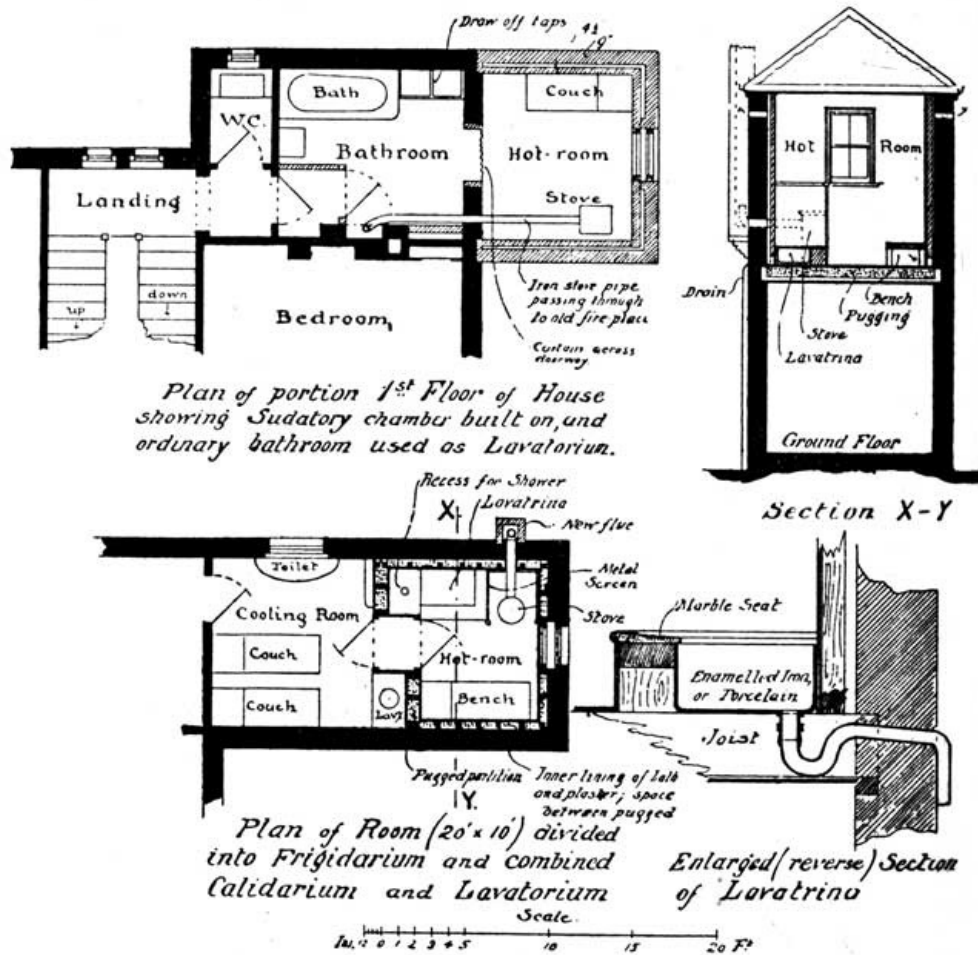 Draw off taps
4½
9"
Bath
Couch
W.C.
Bathroom
Hot-room
Landing
Stove
up
down
Bedroom
Iron stove pipe
passing through
to old fire place
Curtain across
doorway
Plan of portion 1st Floor of House
showing Sudatory chamber built on, and
ordinary bathroom used as Lavatorium.
Hot Room
Drain
Bench
Pugging
Stove
Lavatrina
Ground Floor
Section X-Y
Recess for Shower
Lavatrina
X
New flue
Toilet
Metal
Screen
Cooling Room
Stove
Couch
Hot-room
Couch
Bench
Lavy
Pugged partition
Inner lining of lath
and plaster; space
between pugged
Y.
Plan of Room (20' x 10') divided
into Frigidarium and combined
Calidarium and Lavatorium
Marble Seat
Enamelled Iron,
or Porcelain
Joist
Enlarged (reverse) Section
of Lavatrina
Scale.
Ins. 12 0 1 2 3 4 5 10 15 20 Ft